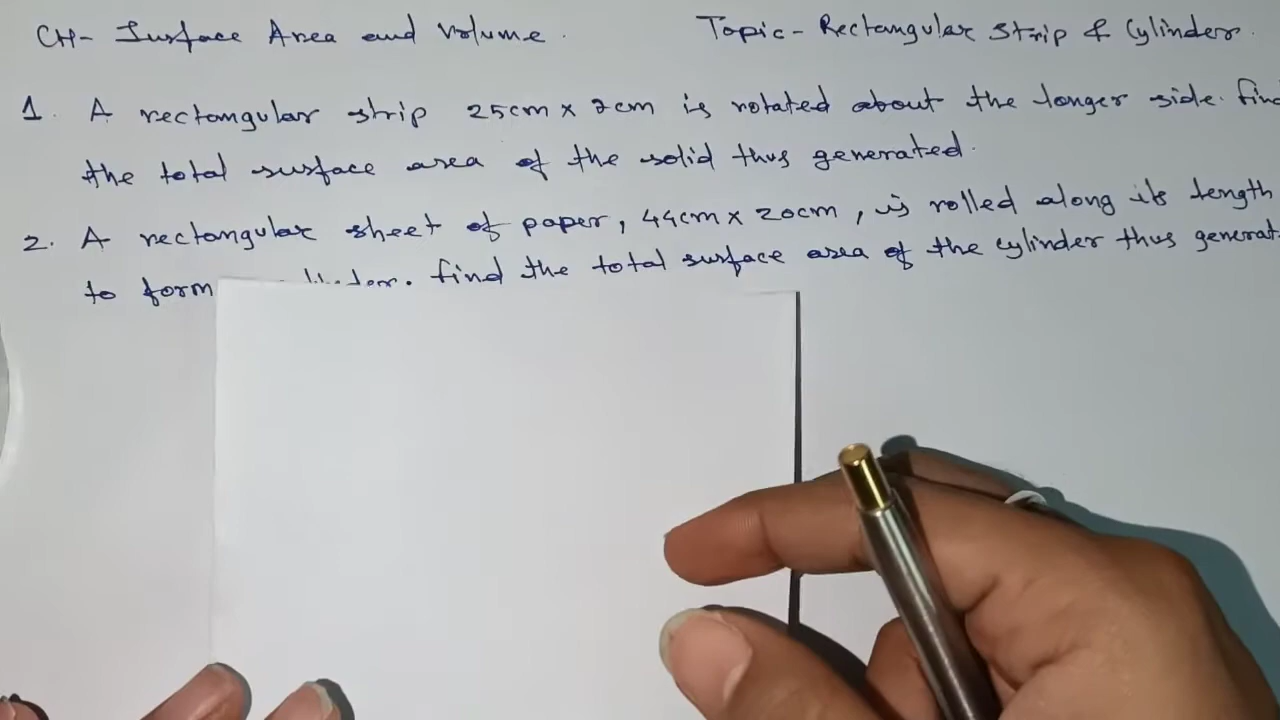 CH- Surface Area and Volume. Topic- Rectangular Strip & Cylinder.
1. A rectangular strip 25cm x 2cm is rotated about the longer side. find
the total surface area of the solid thus generated.
2. A rectangular sheet of paper, 44cm x 20cm, is rolled along its length
to form find the total surface area of the cylinder thus generat